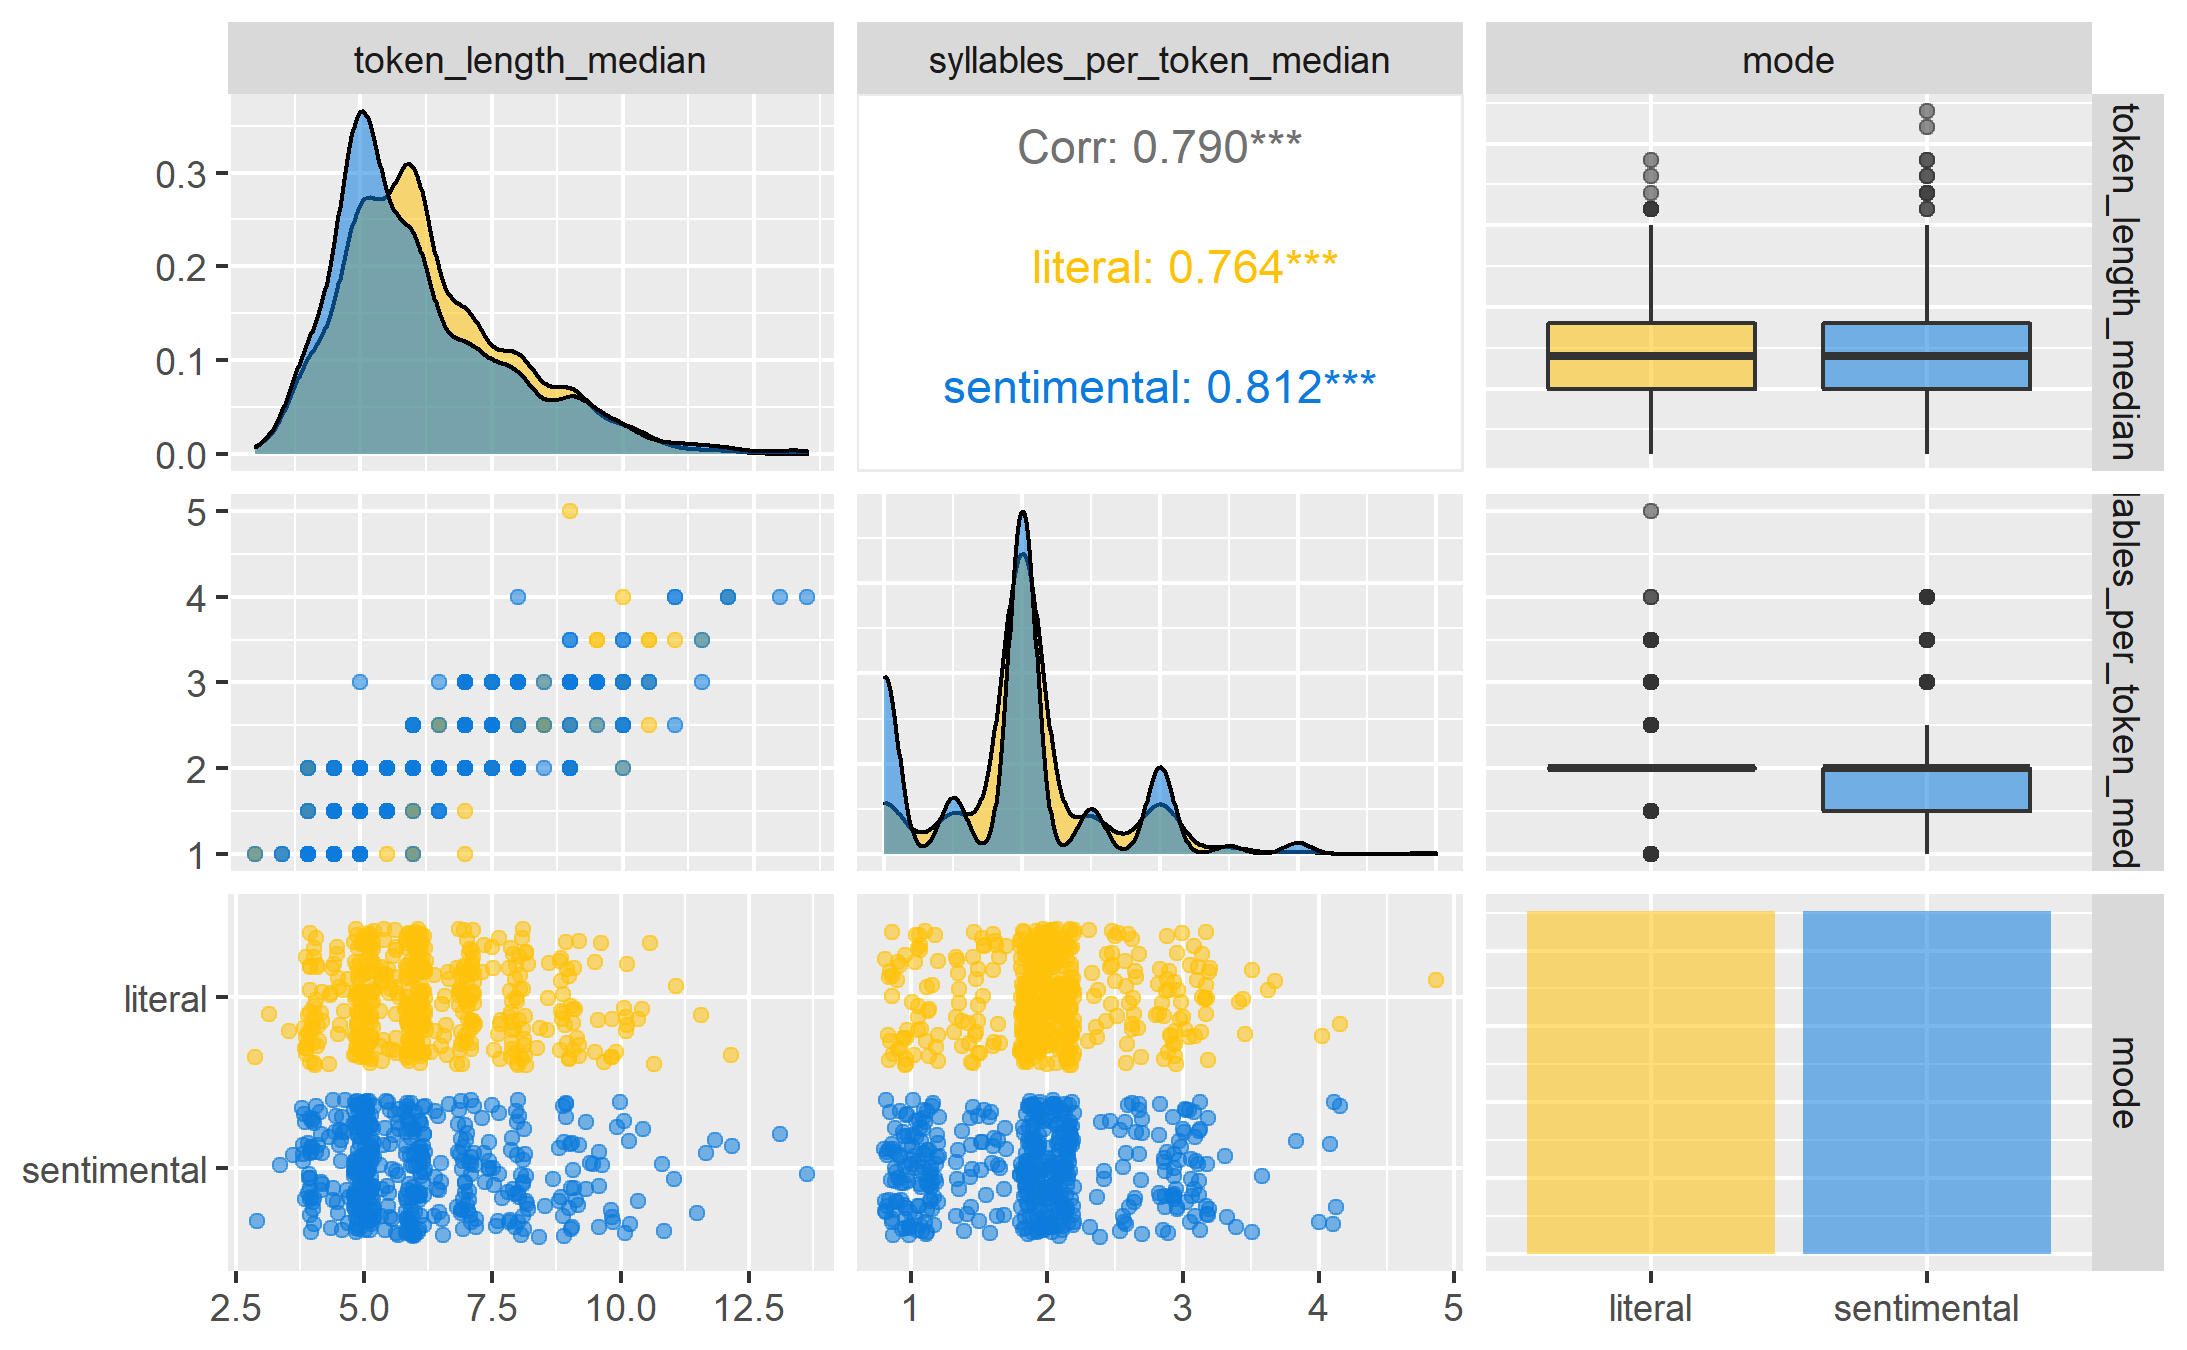 token_length_median
syllables_per_token_median
mode
0.3
0.2
0.1
0.0
Corr: 0.790***
literal: 0.764***
sentimental: 0.812***
token_length_median
5
4
3
2
1
lables_per_token_med
literal
sentimental
mode
2.5 5.0 7.5 10.0 12.5
1 2 3 4 5
literal sentimental